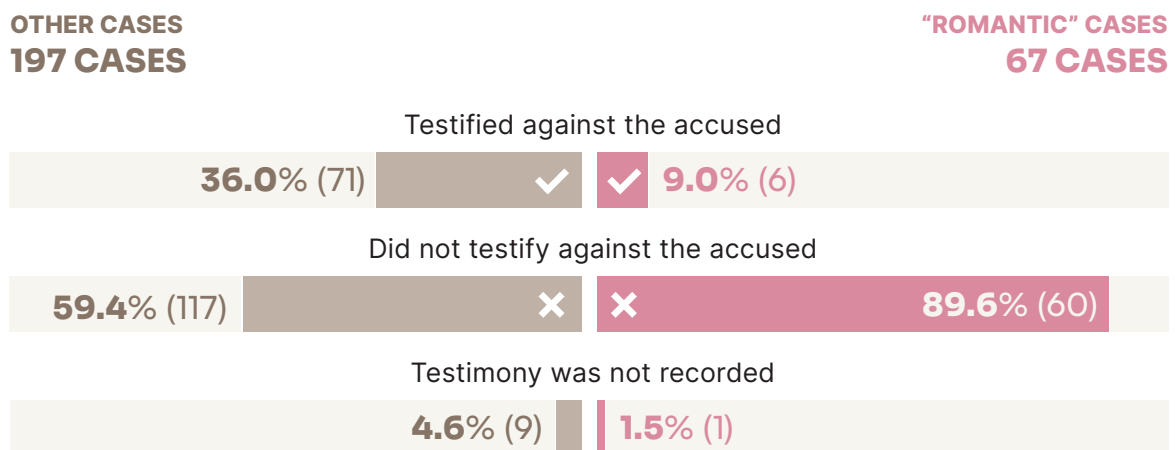 OTHER CASES
197 CASES
“ROMANTIC” CASES
67 CASES
Testified against the accused
36.0% (71)
9.0% (6)
Did not testify against the accused
59.4% (117)
89.6% (60)
Testimony was not recorded
4.6% (9)
1.5% (1)